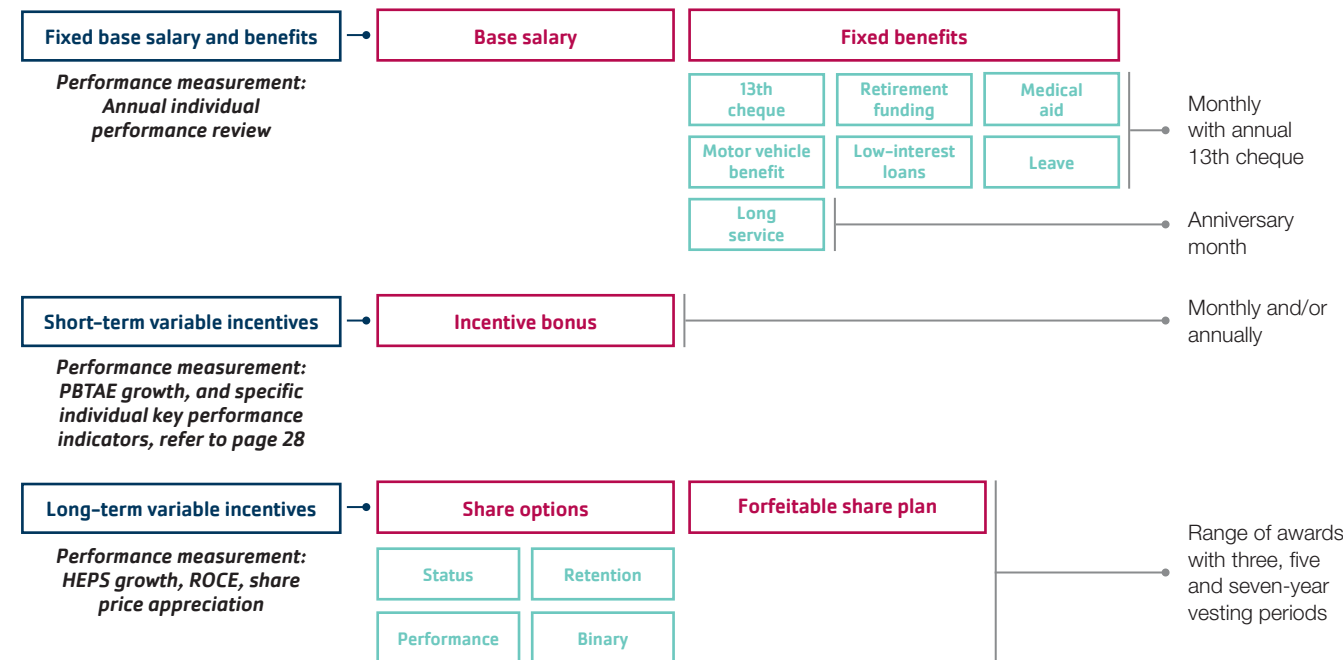 Fixed base salary and benefits
Base salary
Fixed benefits
Performance measurement:
Annual individual
performance review
13th
cheque
Retirement
funding
Medical
aid
Motor vehicle
benefit
Low-interest
loans
Leave
Long
service
Monthly
with annual
13th cheque
Anniversary
month
Short-term variable incentives
Incentive bonus
Monthly and/or
annually
Performance measurement:
PBTAE growth, and specific
individual key performance
indicators, refer to page 28
Long-term variable incentives
Share options
Forfeitable share plan
Performance measurement:
HEPS growth, ROCE, share
price appreciation
Status
Retention
Performance
Binary
Range of awards
with three, five
and seven-year
vesting periods